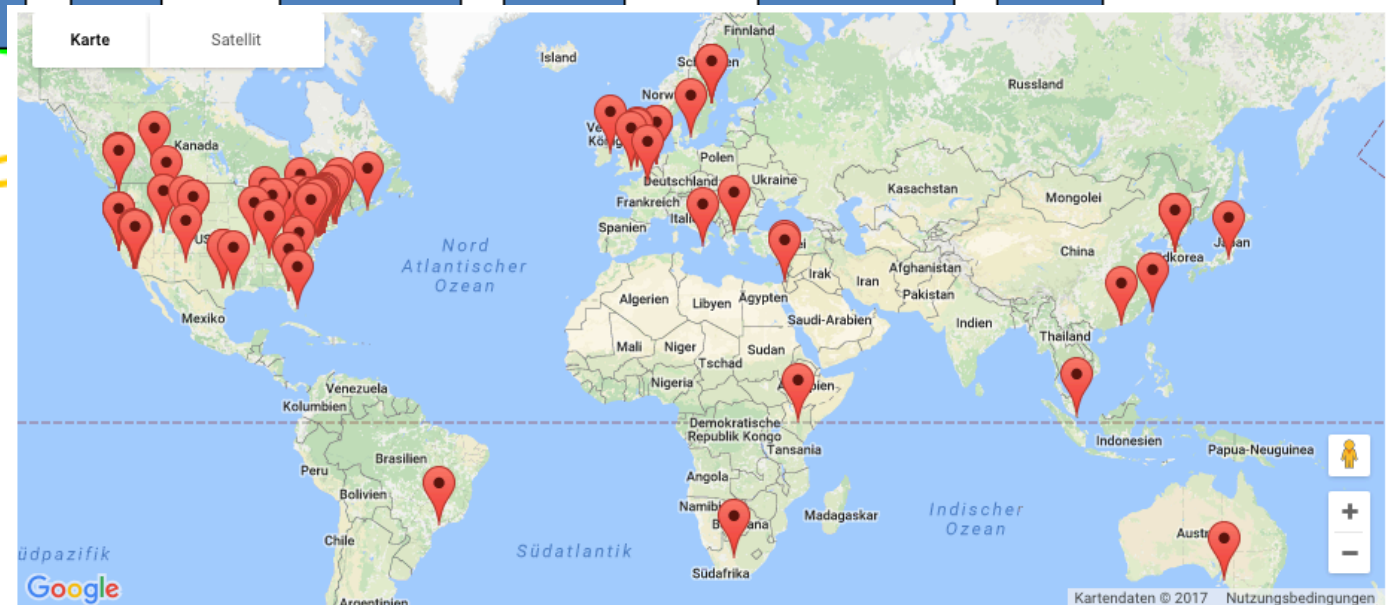 Karte
Satellit
Finnland
Island
Russland
Norw
Kanada
Polen
Deutschland
Ukraine
Kasachstan
Mongolei
Frankreich
Spanien
Nord
Atlantischer
Ozean
China
Irak
Iran
Afghanistan
Pakistan
Mexiko
Algerien
Libyen
Ägypten
Saudi-Arabien
Indien
Thailand
Mali
Niger
Tschad
Sudan
Nigeria
Venezuela
Kolumbien
Demokratische
Republik Kongo
Tansania
Indonesien
Papua-Neuguinea
Brasilien
Peru
Bolivien
Angola
Madagaskar
Indischer
Ozean
Chile
Südatlantik
üdpazifik
Südafrika
Google
Argentinien
Kartendaten © 2017 Nutzungsbedingungen